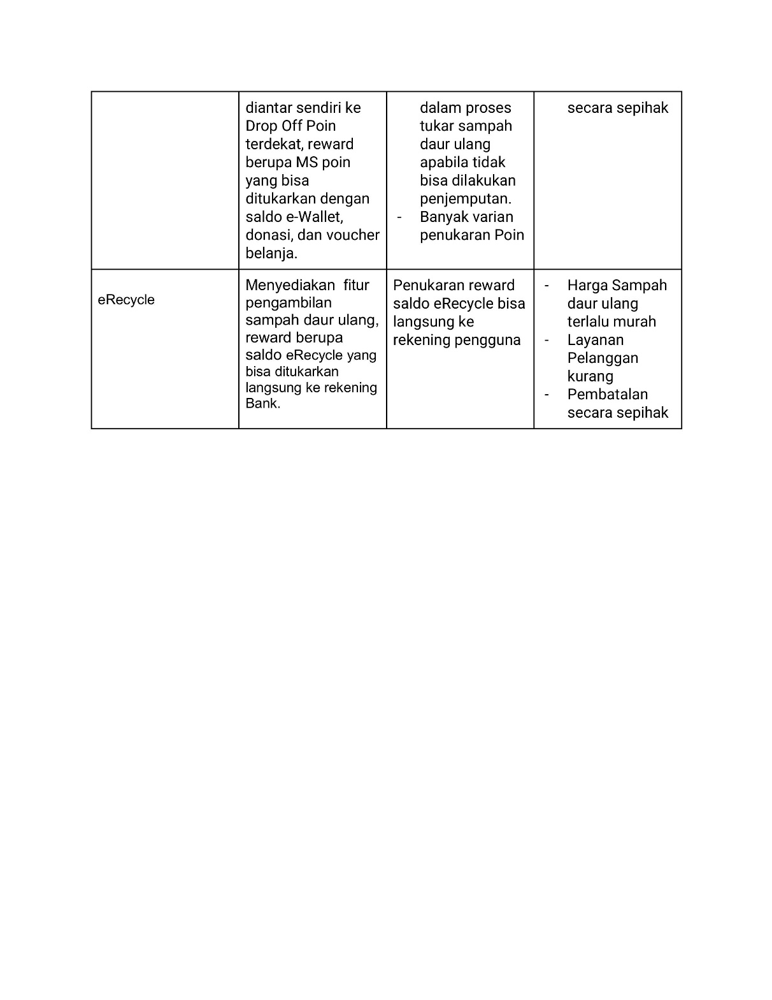 diantar sendiri ke
Drop Off Poin
terdekat, reward
berupa MS poin
yang bisa
ditukarkan dengan
saldo e-Wallet,
donasi, dan voucher
belanja.
dalam proses
tukar sampah
daur ulang
apabila tidak
bisa dilakukan
penjemputan.
- Banyak varian
penukaran Poin
secara sepihak
eRecycle
Menyediakan fitur
pengambilan
sampah daur ulang,
reward berupa
saldo eRecycle yang
bisa ditukarkan
langsung ke rekening
Bank.
Penukaran reward
saldo eRecycle bisa
langsung ke
rekening pengguna
- Harga Sampah
daur ulang
terlalu murah
- Layanan
Pelanggan
kurang
- Pembatalan
secara sepihak